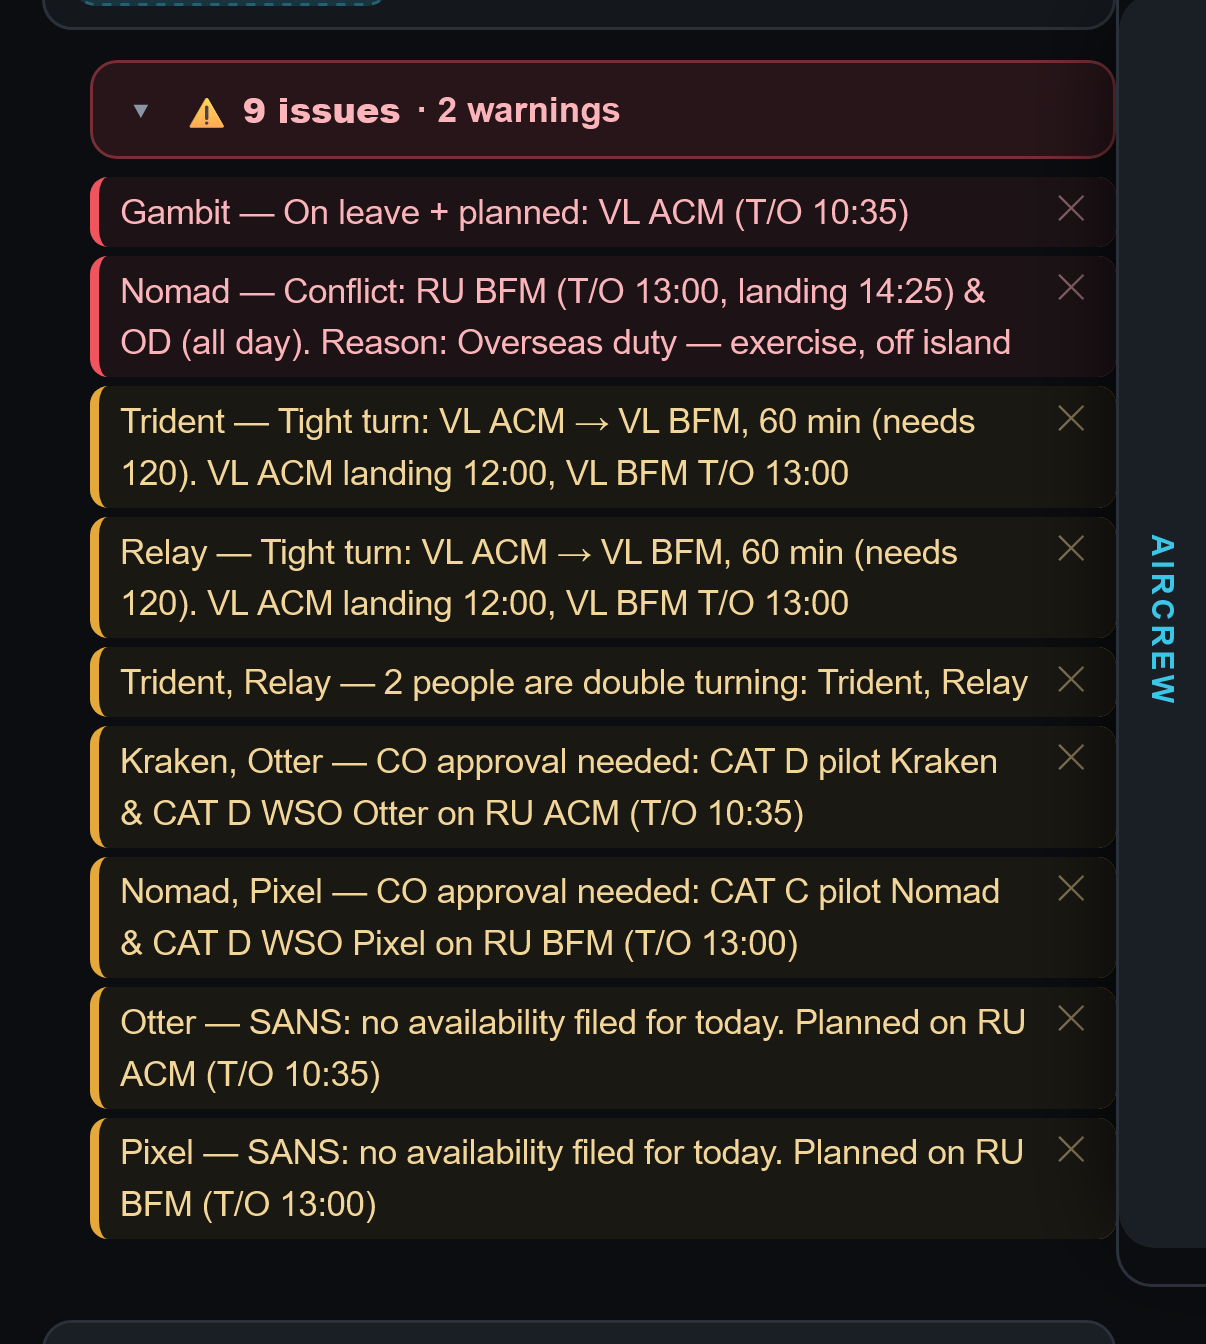 ▼ ⚠️ 9 issues · 2 warnings
Gambit — On leave + planned: VL ACM (T/O 10:35)
Nomad — Conflict: RU BFM (T/O 13:00, landing 14:25) &
OD (all day). Reason: Overseas duty — exercise, off island
Trident — Tight turn: VL ACM → VL BFM, 60 min (needs
120). VL ACM landing 12:00, VL BFM T/O 13:00
Relay — Tight turn: VL ACM → VL BFM, 60 min (needs
120). VL ACM landing 12:00, VL BFM T/O 13:00
Trident, Relay — 2 people are double turning: Trident, Relay
Kraken, Otter — CO approval needed: CAT D pilot Kraken
& CAT D WSO Otter on RU ACM (T/O 10:35)
Nomad, Pixel — CO approval needed: CAT C pilot Nomad
& CAT D WSO Pixel on RU BFM (T/O 13:00)
Otter — SANS: no availability filed for today. Planned on RU
ACM (T/O 10:35)
Pixel — SANS: no availability filed for today. Planned on RU
BFM (T/O 13:00)
AIRCREW